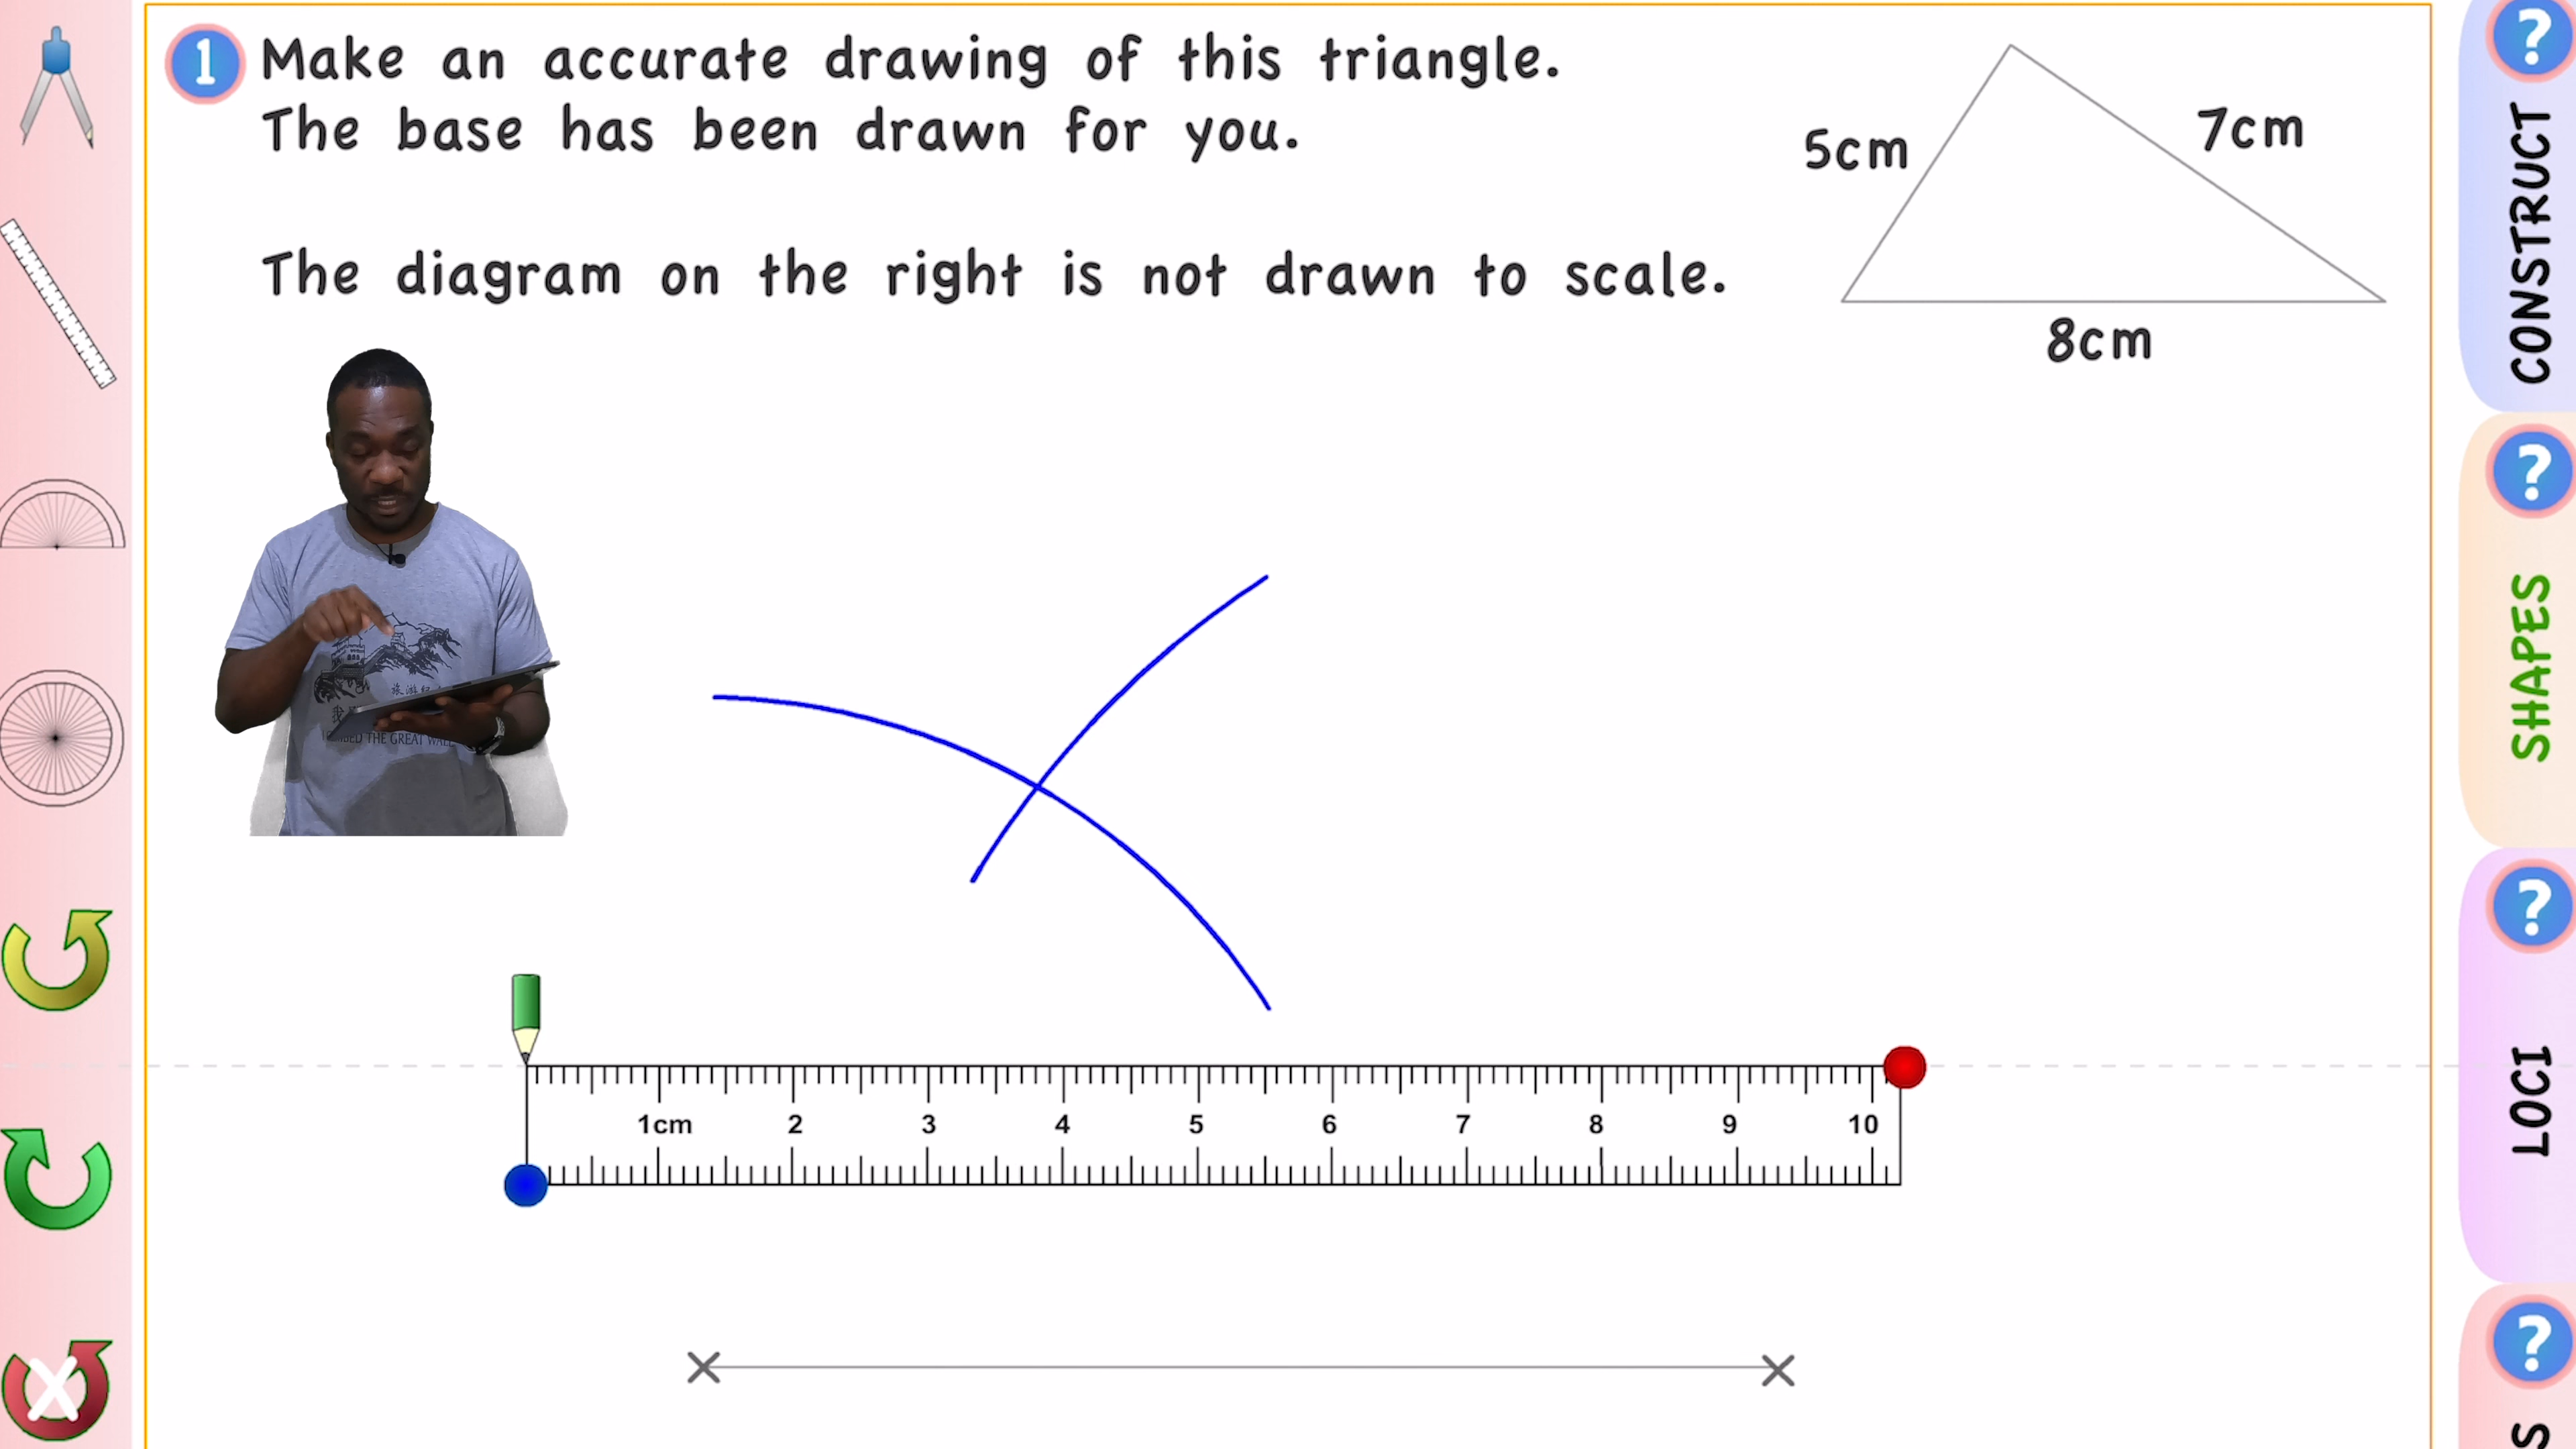 1 Make an accurate drawing of this triangle.
The base has been drawn for you.
The diagram on the right is not drawn to scale.
5cm
7cm
8cm
THE GREAT WALL
1cm 2 3 4 5 6 7 8 9 10
? CONSTRUCT
? SHAPES
? LOCI
?
X